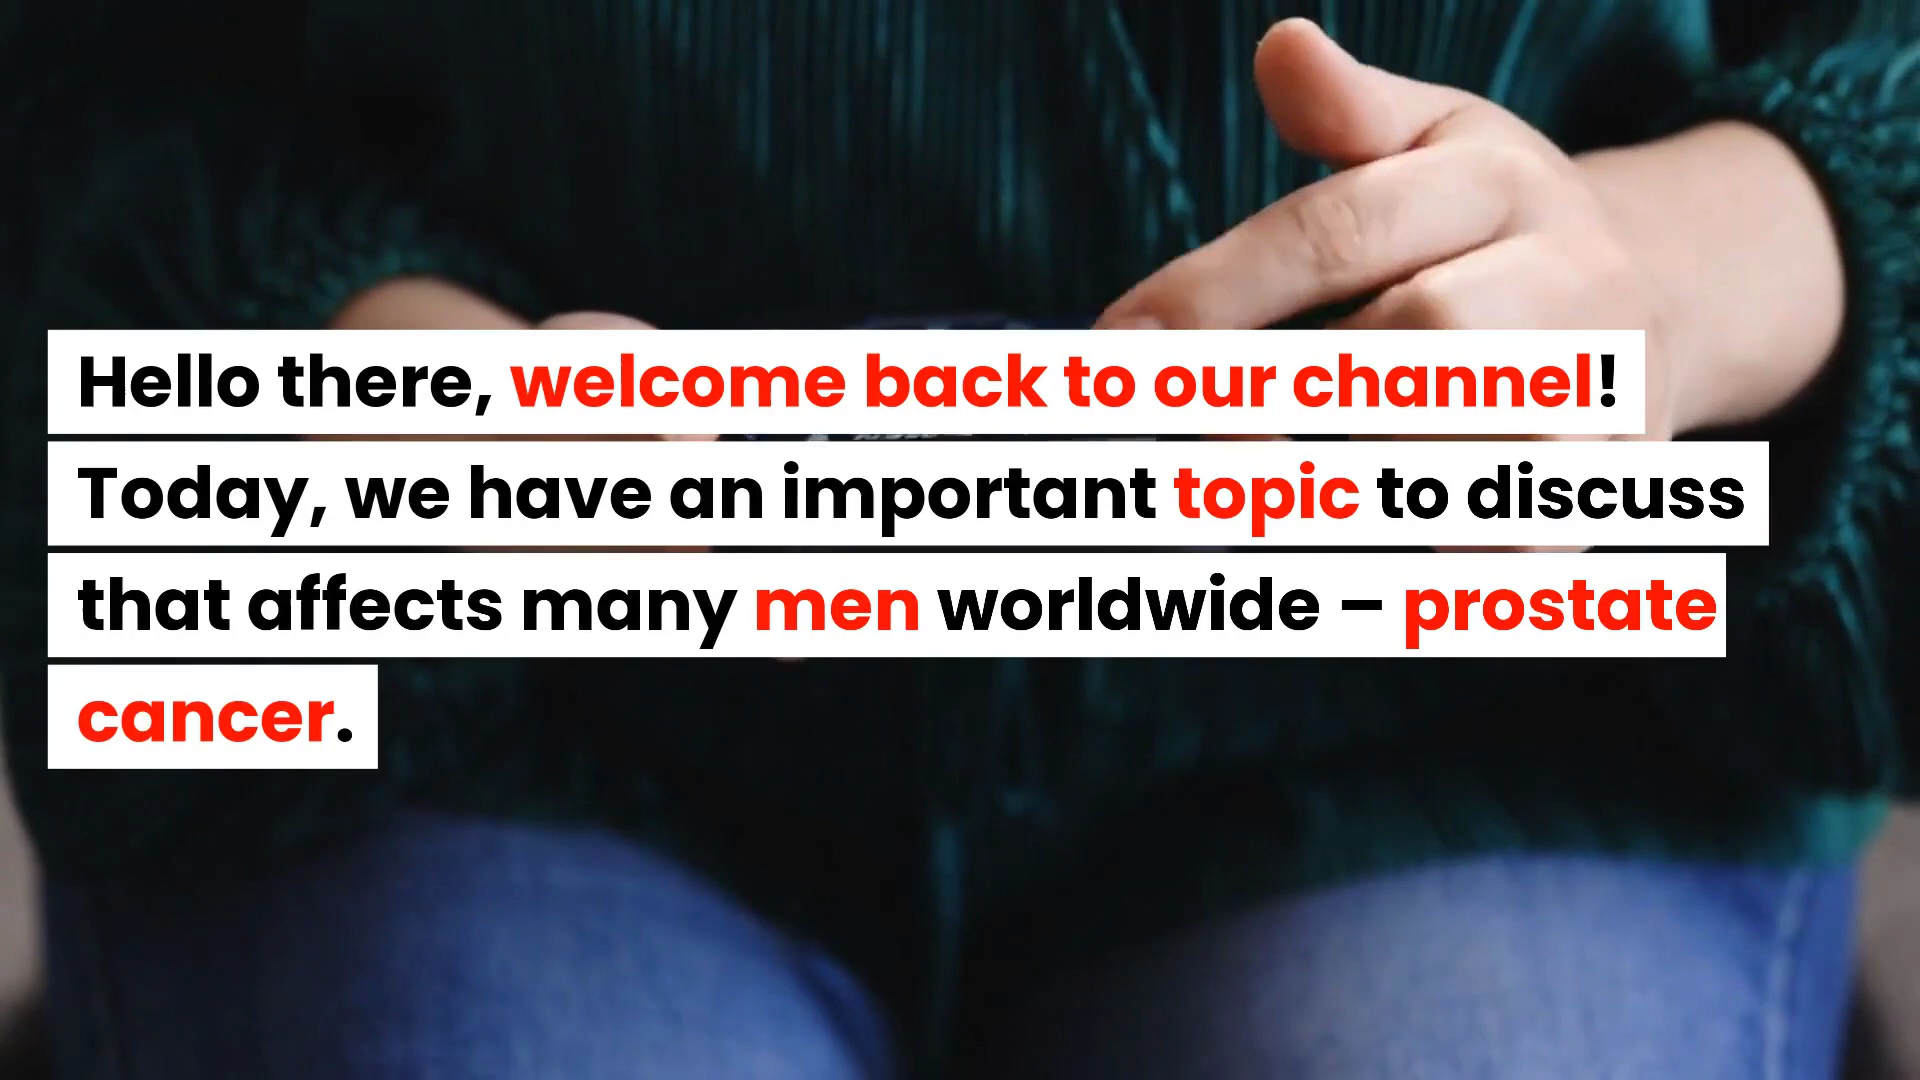 Hello there, welcome back to our channel!
Today, we have an important topic to discuss
that affects many men worldwide – prostate
cancer.